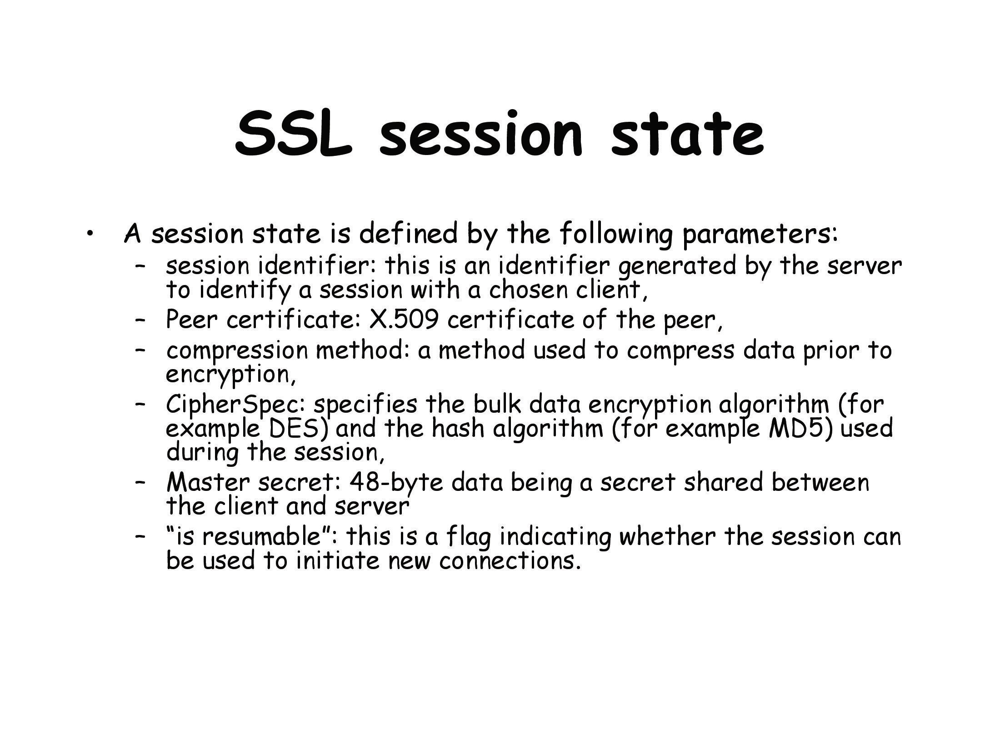 SSL session state
• A session state is defined by the following parameters:
– session identifier: this is an identifier generated by the server
to identify a session with a chosen client,
– Peer certificate: X.509 certificate of the peer,
– compression method: a method used to compress data prior to
encryption,
– CipherSpec: specifies the bulk data encryption algorithm (for
example DES) and the hash algorithm (for example MD5) used
during the session,
– Master secret: 48-byte data being a secret shared between
the client and server
– “is resumable”: this is a flag indicating whether the session can
be used to initiate new connections.